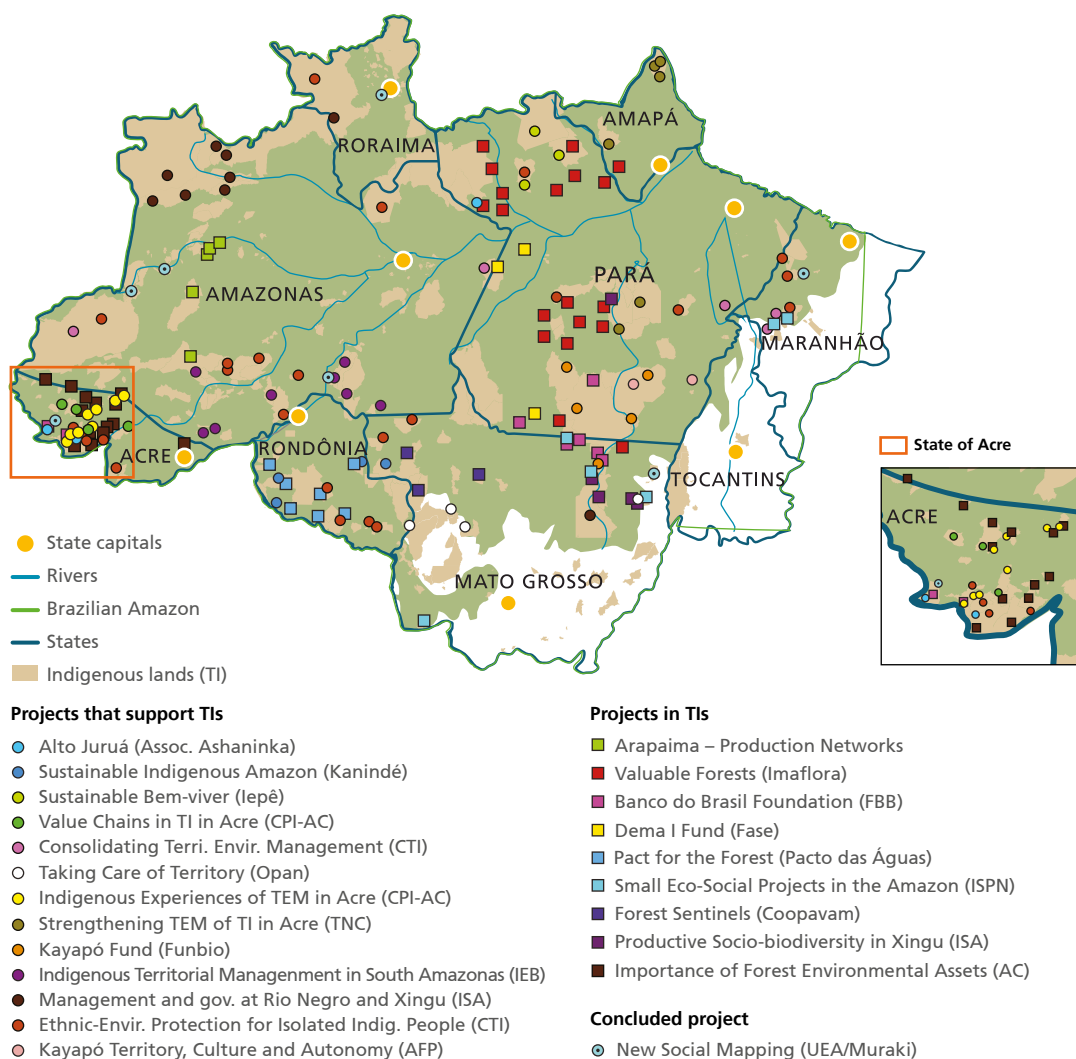 RORAIMA
AMAPÁ
AMAZONAS
PARÁ
MARANHÃO
ACRE
RONDÔNIA
TOCANTINS
MATO GROSSO
State of Acre
ACRE
State capitals
Rivers
Brazilian Amazon
States
Indigenous lands (TI)
Projects that support TIs
Alto Juruá (Assoc. Ashaninka)
Sustainable Indigenous Amazon (Kanindé)
Sustainable Bem-viver (Iepê)
Value Chains in TI in Acre (CPI-AC)
Consolidating Terri. Envir. Management (CTI)
Taking Care of Territory (Opan)
Indigenous Experiences of TEM in Acre (CPI-AC)
Strengthening TEM of TI in Acre (TNC)
Kayapó Fund (Funbio)
Indigenous Territorial Managenment in South Amazonas (IEB)
Management and gov. at Rio Negro and Xingu (ISA)
Ethnic-Envir. Protection for Isolated Indig. People (CTI)
Kayapó Territory, Culture and Autonomy (AFP)
Projects in TIs
Arapaima – Production Networks
Valuable Forests (Imaflora)
Banco do Brasil Foundation (FBB)
Dema I Fund (Fase)
Pact for the Forest (Pacto das Águas)
Small Eco-Social Projects in the Amazon (ISPN)
Forest Sentinels (Coopavam)
Productive Socio-biodiversity in Xingu (ISA)
Importance of Forest Environmental Assets (AC)
Concluded project
New Social Mapping (UEA/Muraki)